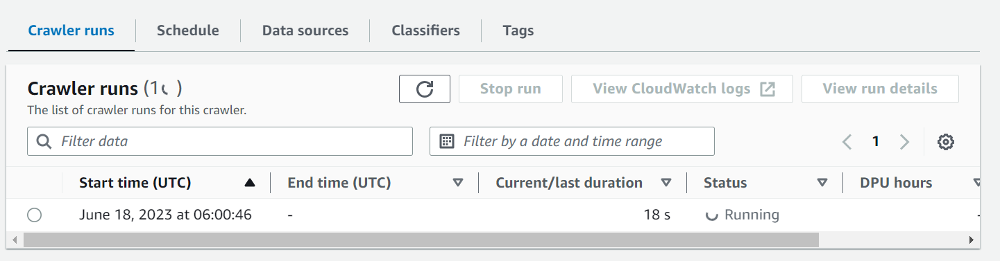 Crawler runs Schedule Data sources Classifiers Tags
Crawler runs (1 )
Stop run View CloudWatch logs View run details
The list of crawler runs for this crawler.
Filter data Filter by a date and time range 1
Start time (UTC) End time (UTC) Current/last duration Status DPU hours
June 18, 2023 at 06:00:46 - 18 s Running -